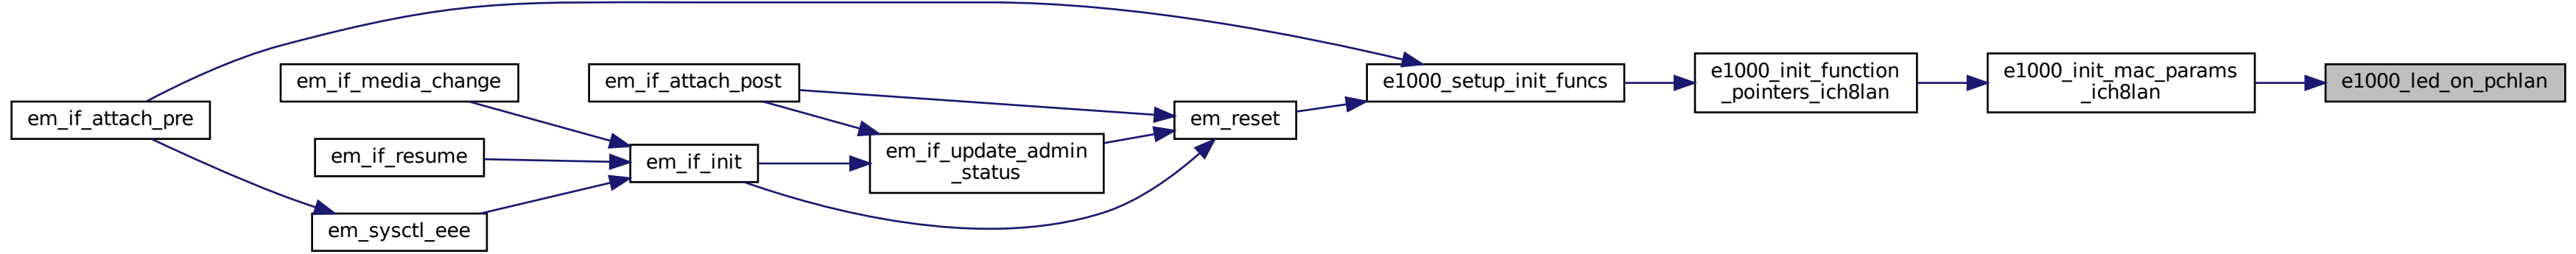 em_if_attach_pre
em_if_media_change
em_if_resume
em_sysctl_eee
em_if_attach_post
em_if_init
em_if_update_admin
_status
em_reset
e1000_setup_init_funcs
e1000_init_function
_pointers_ich8lan
e1000_init_mac_params
_ich8lan
e1000_led_on_pchlan